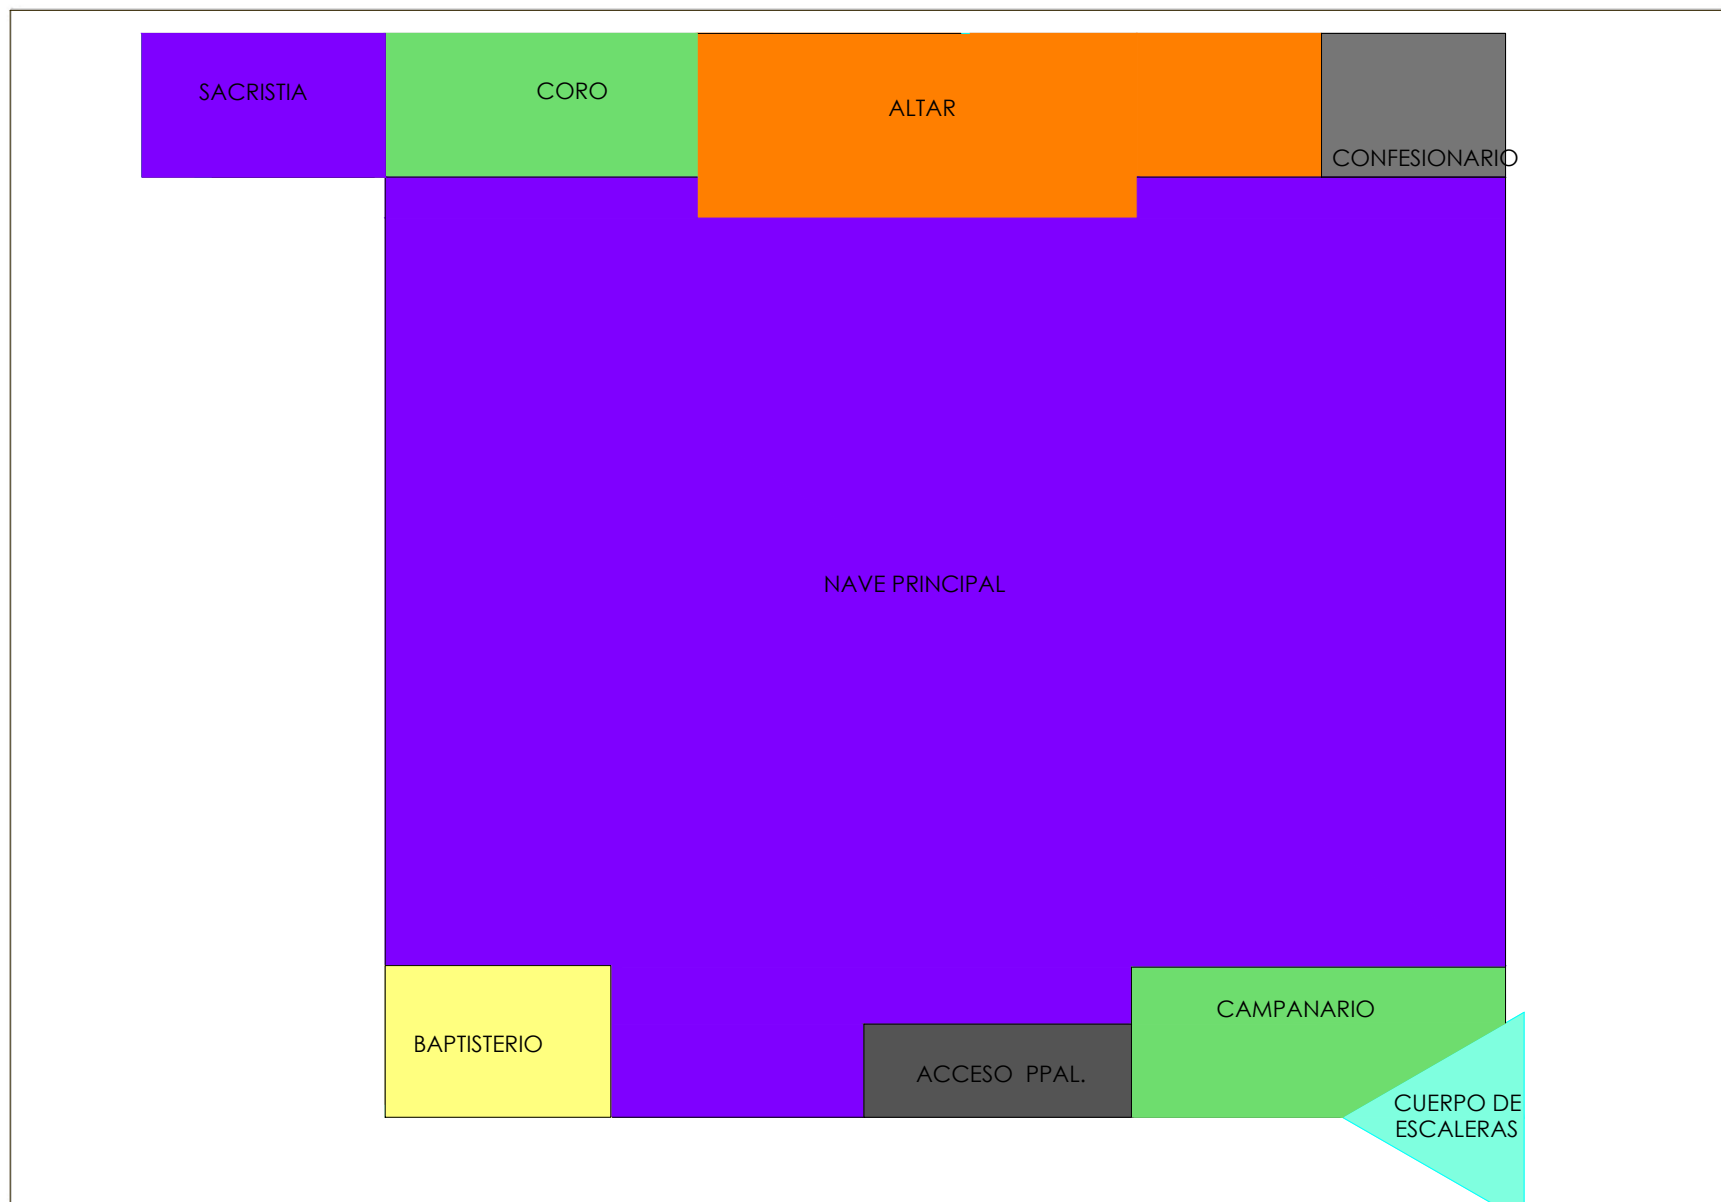 SACRISTIA
CORO
ALTAR
CONFESIONARIO
NAVE PRINCIPAL
BAPTISTERIO
ACCESO PPAL.
CAMPANARIO
CUERPO DE
ESCALERAS